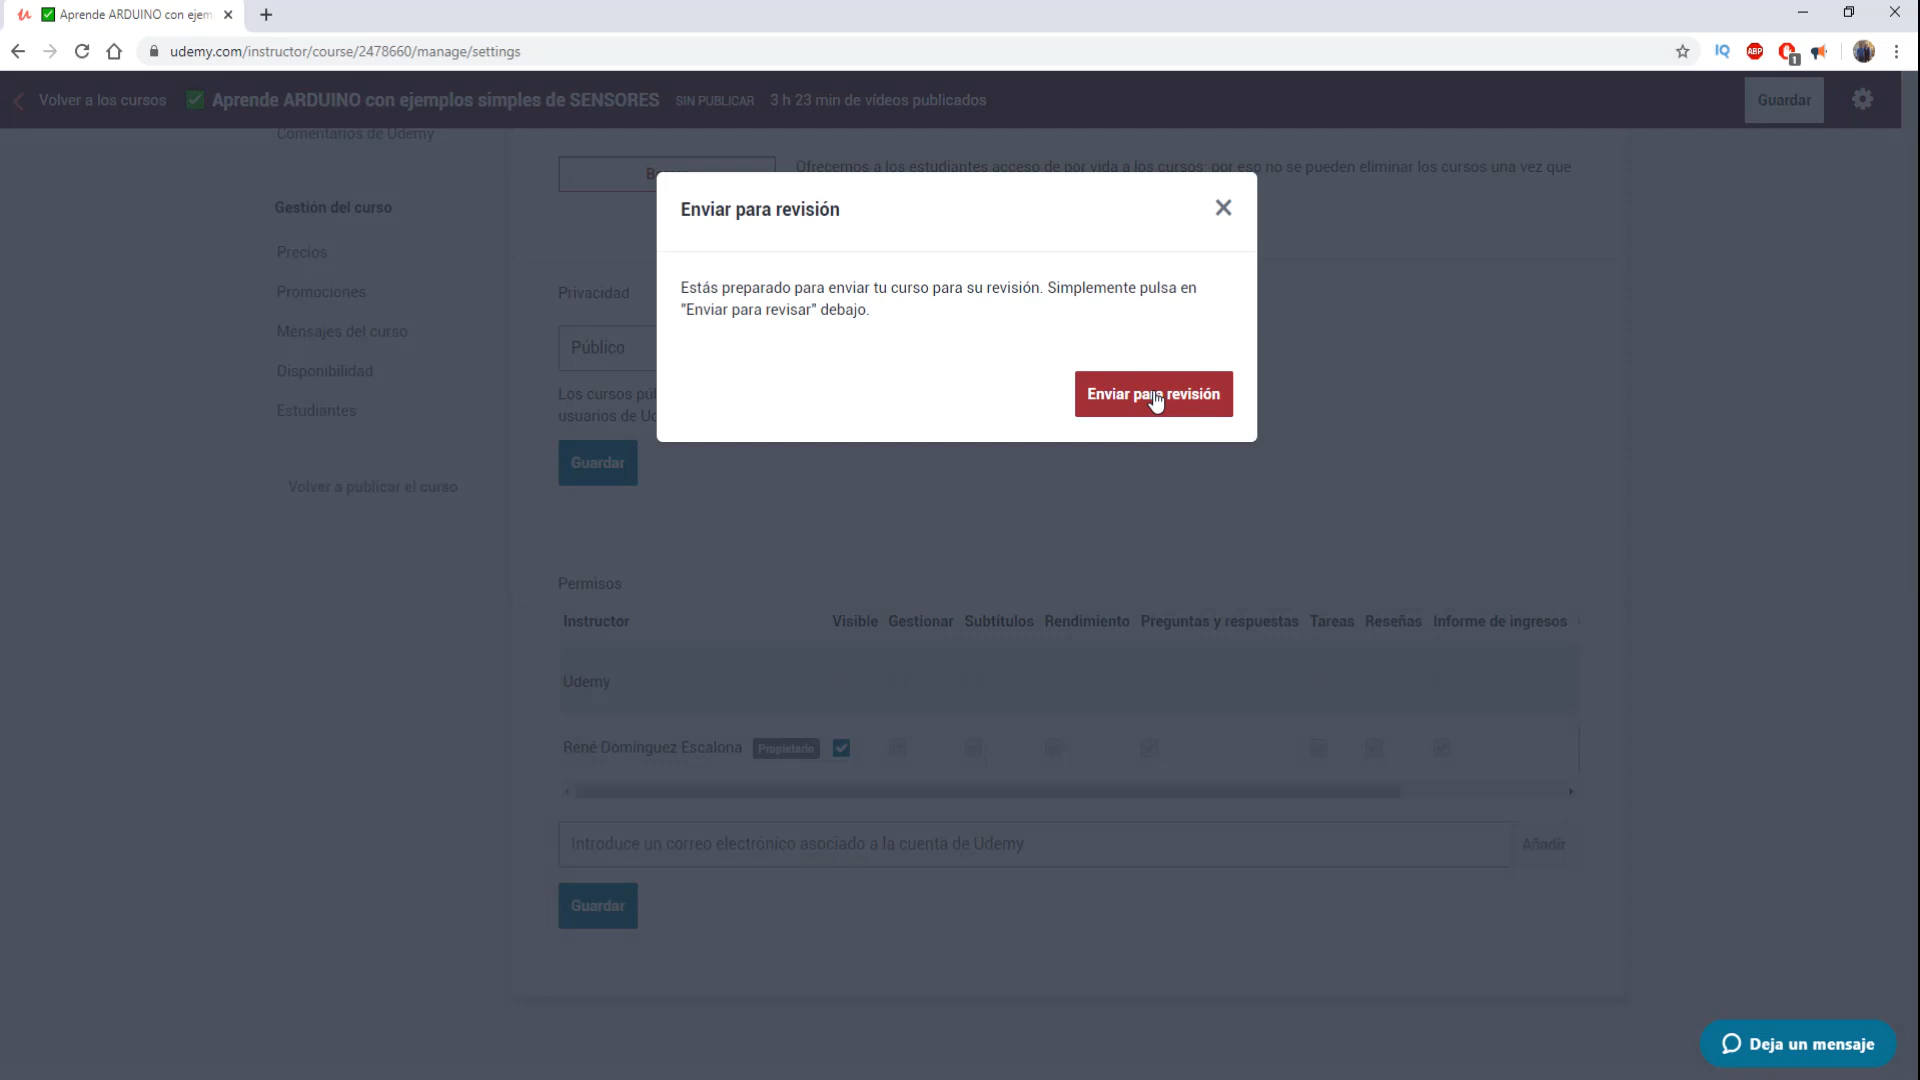 Aprende ARDUINO con ejem
udemy.com/instructor/course/2478660/manage/settings
IQ
ABP
1
Volver a los cursos
Aprende ARDUINO con ejemplos simples de SENSORES
SIN PUBLICAR
3 h 23 min de vídeos publicados
Guardar
Comentarios de Udemy
Ofrecemos a los estudiantes acceso de por vida a los cursos; por eso no se pueden eliminar los cursos una vez que
Enviar para revisión
Estás preparado para enviar tu curso para su revisión. Simplemente pulsa en
"Enviar para revisar" debajo.
Enviar para revisión
Gestión del curso
Precios
Promociones
Mensajes del curso
Disponibilidad
Estudiantes
Volver a publicar el curso
Privacidad
Público
Los cursos
usuarios de
Guardar
Permisos
Instructor Visible Gestionar Subtítulos Rendimiento Preguntas y respuestas Tareas Reseñas Informe de ingresos
Udemy
René Domínguez Escalona Propietario
Introduce un correo electrónico asociado a la cuenta de Udemy
Añadir
Guardar
Deja un mensaje